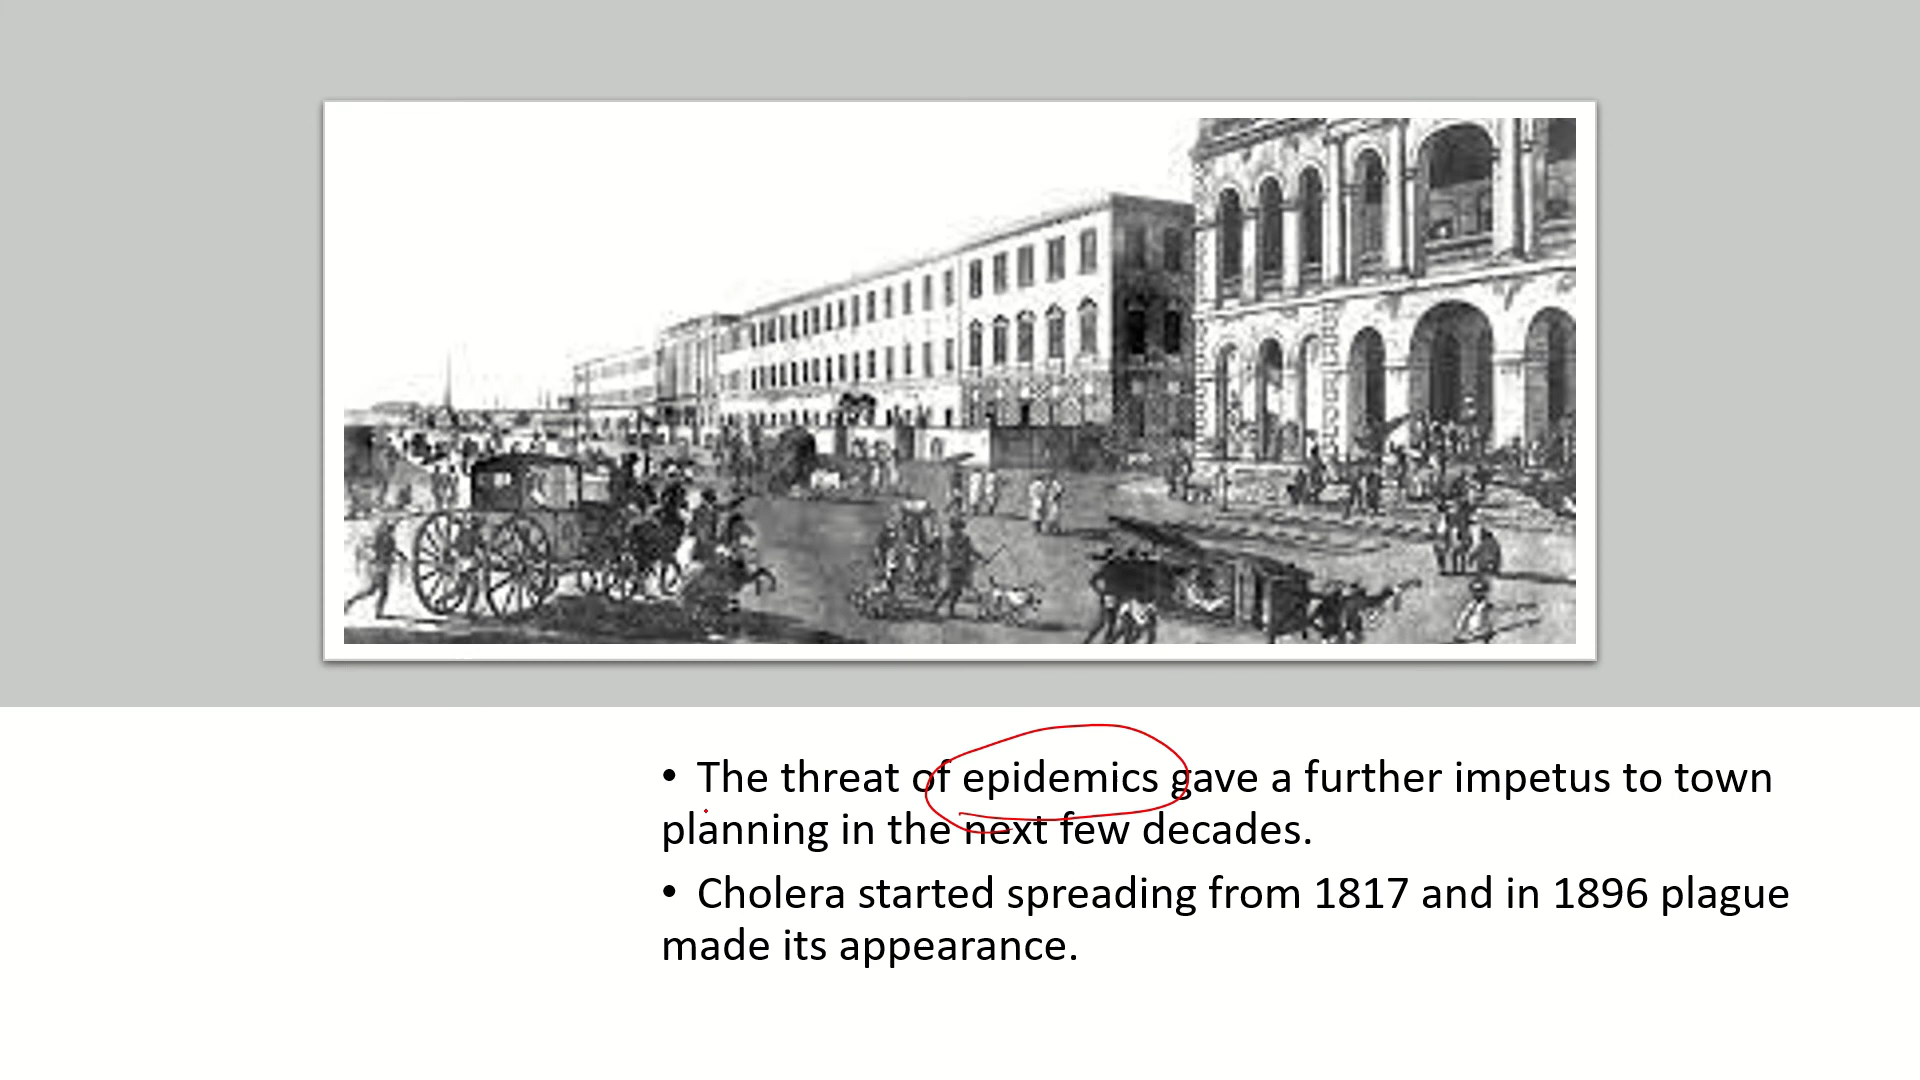 • The threat of epidemics gave a further impetus to town
planning in the next few decades.
• Cholera started spreading from 1817 and in 1896 plague
made its appearance.